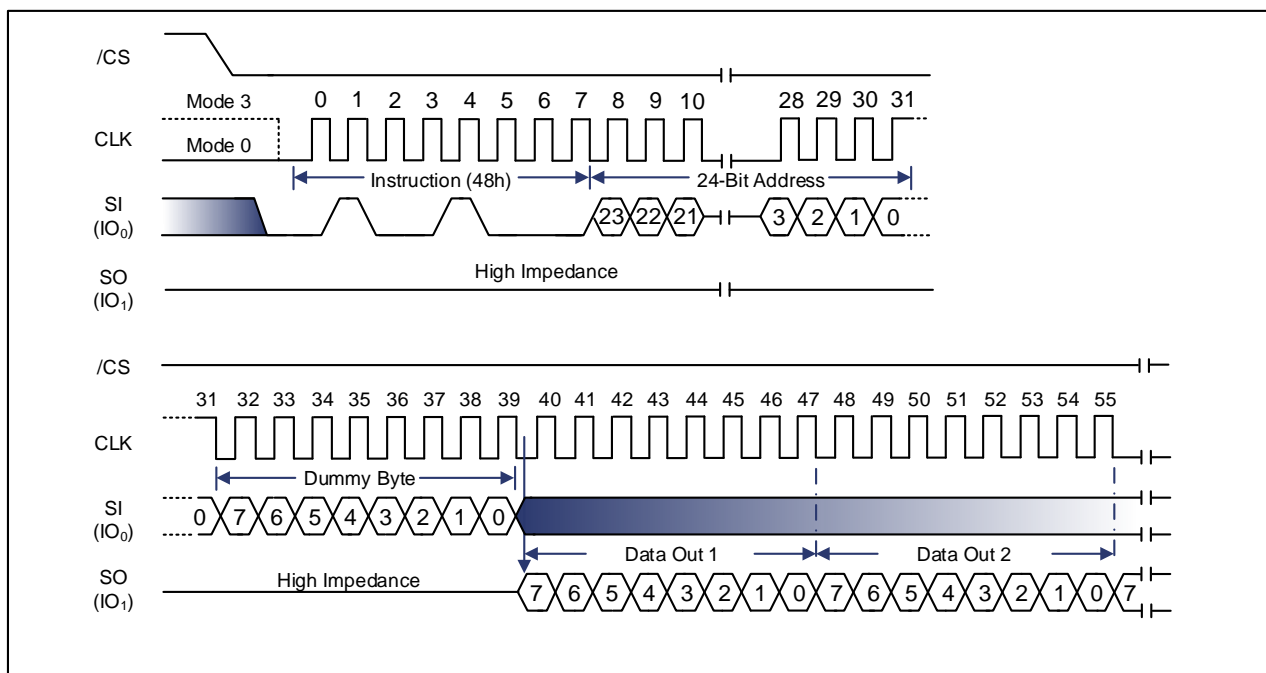 /CS
Mode 3 0 1 2 3 4 5 6 7 8 9 10 28 29 30 31
CLK
Mode 0
Instruction (48h) 24-Bit Address
SI
(IO0) 23 22 21 3 2 1 0
SO High Impedance
(IO1)
/CS
31 32 33 34 35 36 37 38 39 40 41 42 43 44 45 46 47 48 49 50 51 52 53 54 55
CLK
Dummy Byte
SI
(IO0) 0 7 6 5 4 3 2 1 0
Data Out 1 Data Out 2
SO High Impedance
(IO1) 7 6 5 4 3 2 1 0 7 6 5 4 3 2 1 0 7